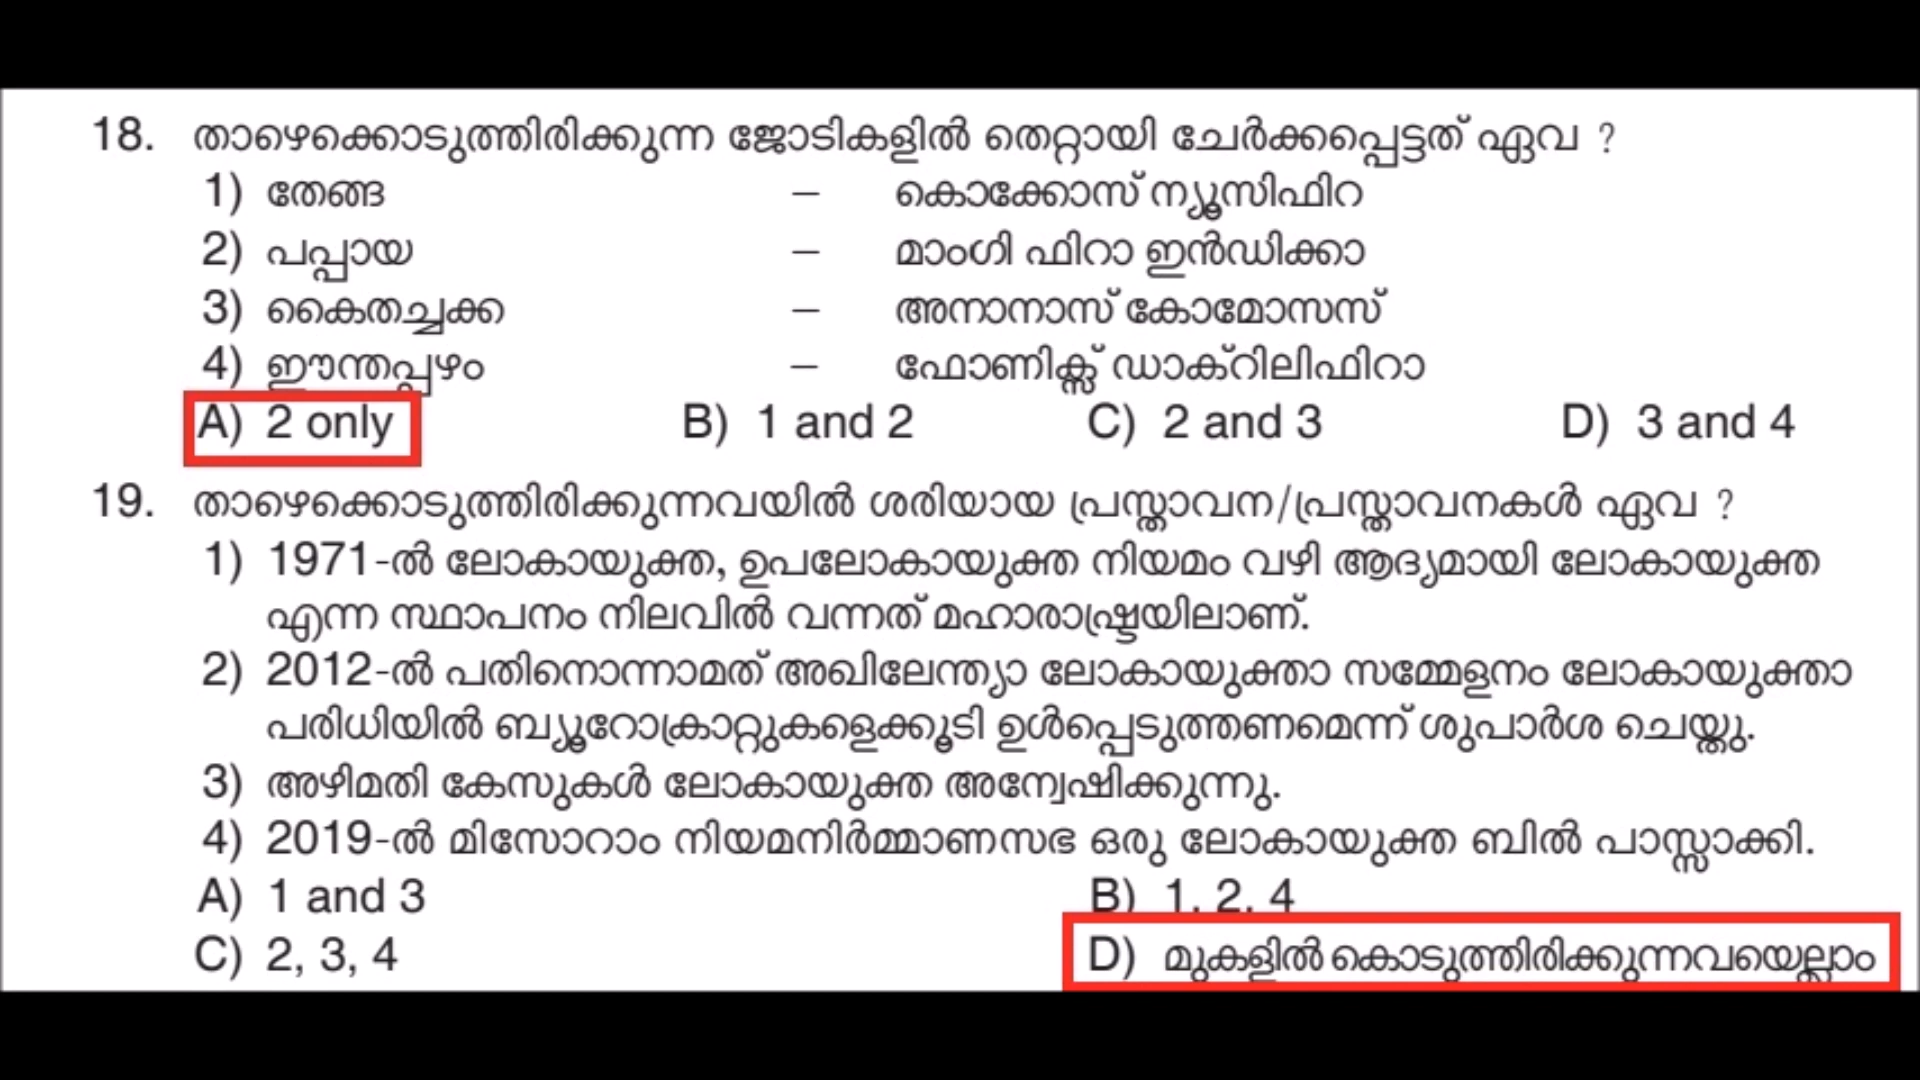 18. താഴെക്കൊടുത്തിരിക്കുന്ന ജോടികളിൽ തെറ്റായി ചേർക്കപ്പെട്ടത് ഏവ ?
1) തേങ്ങ – കൊക്കോസ് ന്യൂസിഫിറ
2) പപ്പായ – മാംഗി ഫിറാ ഇൻഡിക്കാ
3) കൈതച്ചക്ക – അനാനാസ് കോമോസസ്
4) ഈന്തപ്പഴം – ഫോണിക്സ് ഡാക്റിലിഫിറാ
A) 2 only B) 1 and 2 C) 2 and 3 D) 3 and 4
19. താഴെക്കൊടുത്തിരിക്കുന്നവയിൽ ശരിയായ പ്രസ്താവന/പ്രസ്താവനകൾ ഏവ ?
1) 1971-ൽ ലോകായുക്ത, ഉപലോകായുക്ത നിയമം വഴി ആദ്യമായി ലോകായുക്ത
എന്ന സ്ഥാപനം നിലവിൽ വന്നത് മഹാരാഷ്ട്രയിലാണ്.
2) 2012-ൽ പതിനൊന്നാമത് അഖിലേന്ത്യാ ലോകായുക്താ സമ്മേളനം ലോകായുക്താ
പരിധിയിൽ ബ്യൂറോക്രാറ്റുകളെക്കൂടി ഉൾപ്പെടുത്തണമെന്ന് ശുപാർശ ചെയ്തു.
3) അഴിമതി കേസുകൾ ലോകായുക്ത അന്വേഷിക്കുന്നു.
4) 2019-ൽ മിസോറാം നിയമനിർമ്മാണസഭ ഒരു ലോകായുക്ത ബിൽ പാസ്സാക്കി.
A) 1 and 3 B) 1, 2, 4
C) 2, 3, 4 D) മുകളിൽ കൊടുത്തിരിക്കുന്നവയെല്ലാം